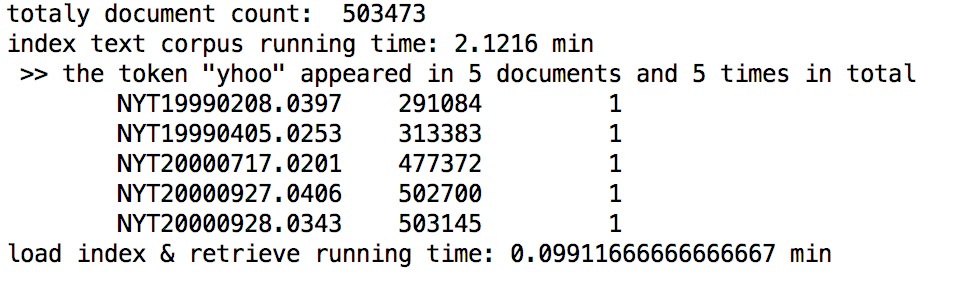 totaly document count:  503473
index text corpus running time: 2.1216 min
 >> the token "yhoo" appeared in 5 documents and 5 times in total
        NYT19990208.0397    291084         1
        NYT19990405.0253    313383         1
        NYT20000717.0201    477372         1
        NYT20000927.0406    502700         1
        NYT20000928.0343    503145         1
load index & retrieve running time: 0.09911666666666667 min